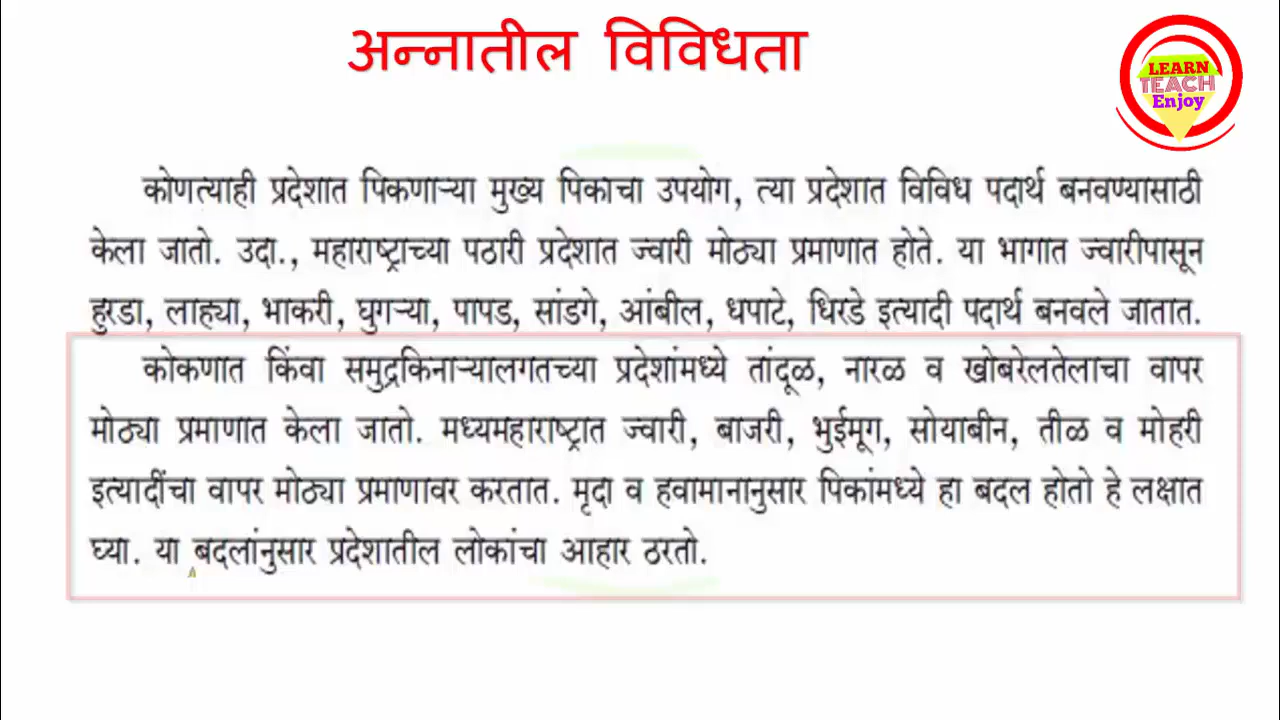 अन्नातील विविधता
LEARN
TEACH
Enjoy
कोणत्याही प्रदेशात पिकणाऱ्या मुख्य पिकाचा उपयोग, त्या प्रदेशात विविध पदार्थ बनवण्यासाठी
केला जातो. उदा., महाराष्ट्राच्या पठारी प्रदेशात ज्वारी मोठ्या प्रमाणात होते. या भागात ज्वारीपासून
हुरडा, लाह्या, भाकरी, घुगऱ्या, पापड, सांडगे, आंबील, धपाटे, धिरडे इत्यादी पदार्थ बनवले जातात.
कोकणात किंवा समुद्रकिनाऱ्यालगतच्या प्रदेशांमध्ये तांदूळ, नारळ व खोबरेलतेलाचा वापर
मोठ्या प्रमाणात केला जातो. मध्यमहाराष्ट्रात ज्वारी, बाजरी, भुईमूग, सोयाबीन, तीळ व मोहरी
इत्यादींचा वापर मोठ्या प्रमाणावर करतात. मृदा व हवामानानुसार पिकांमध्ये हा बदल होतो हे लक्षात
घ्या. या बदलांनुसार प्रदेशातील लोकांचा आहार ठरतो.